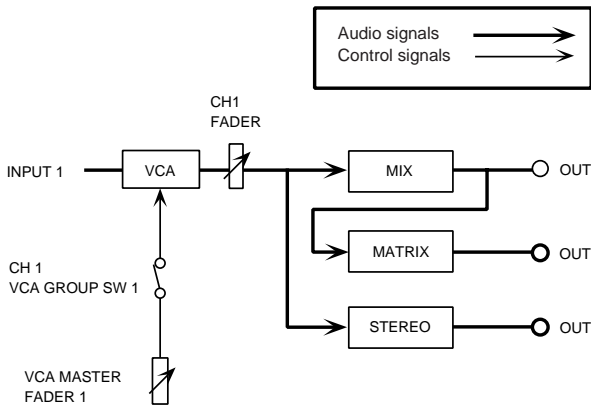 Audio signals
Control signals
CH1
FADER
INPUT 1
VCA
MIX
OUT
MATRIX
OUT
CH 1
VCA GROUP SW 1
STEREO
OUT
VCA MASTER
FADER 1